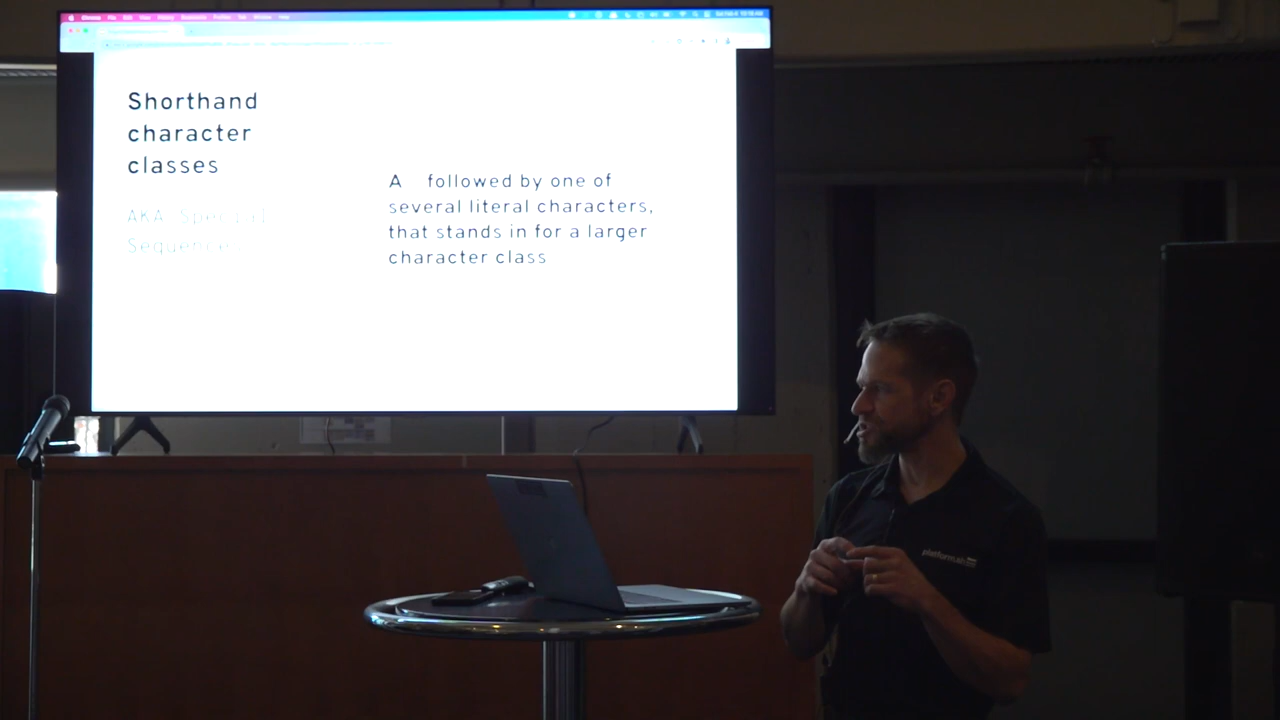 Shorthand
character
classes
AKA Special
Sequences
A followed by one of
several literal characters,
that stands in for a larger
character class
platformsh